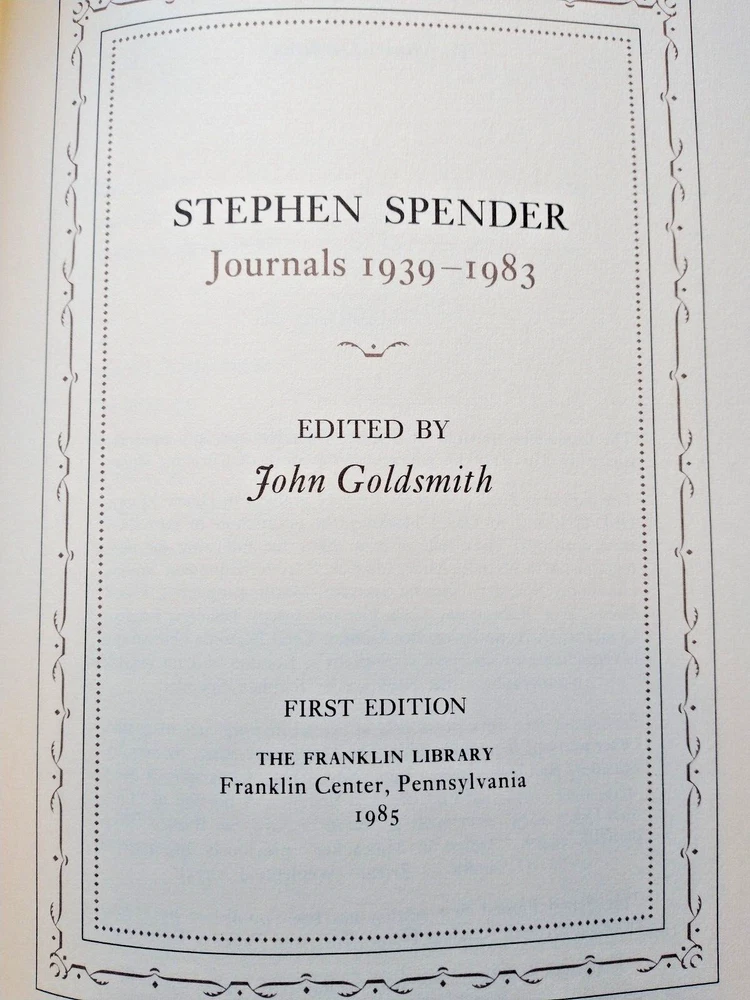 STEPHEN SPENDER
Journals 1939–1983
EDITED BY
John Goldsmith
FIRST EDITION
THE FRANKLIN LIBRARY
Franklin Center, Pennsylvania
1985